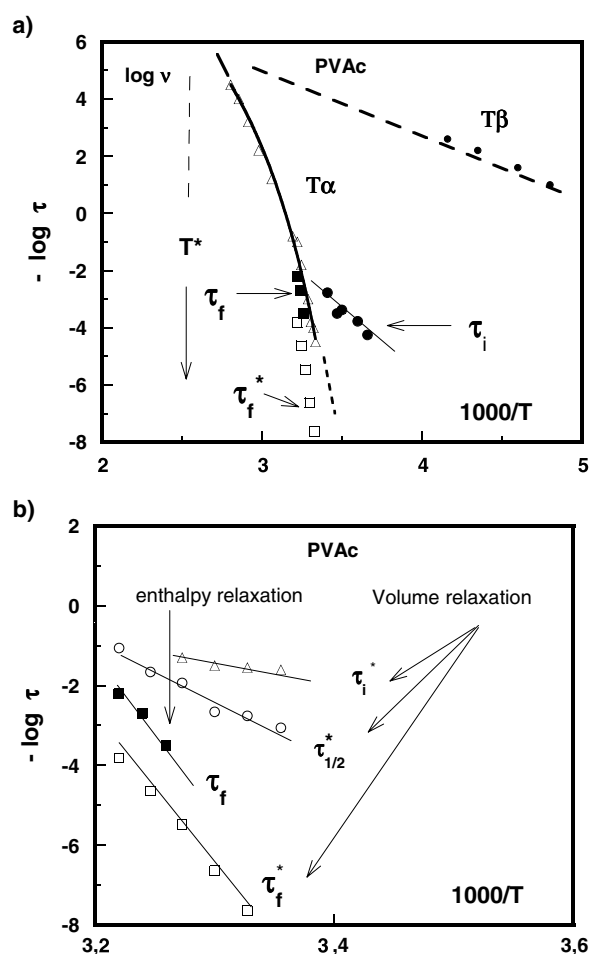 a)
6
4
2
0
-2
-4
-6
-8
- log τ
log ν
PVAc
Tβ
Tα
T*
τf
τi
τf*
1000/T
2
3
4
5
b)
2
0
-2
-4
-6
-8
- log τ
PVAc
enthalpy relaxation
Volume relaxation
τi*
τ1/2*
τf
τf*
1000/T
3,2
3,4
3,6